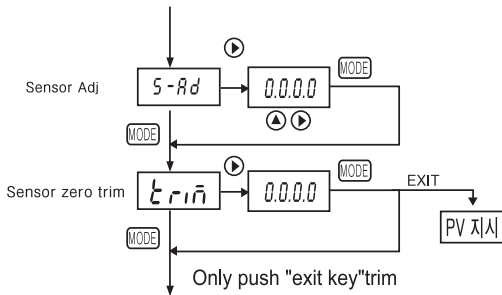 Sensor Adj
S-Ad
0.0.0.0
MODE
MODE
Sensor zero trim
trim
0.0.0.0
MODE
EXIT
MODE
PV 지시
Only push "exit key"trim